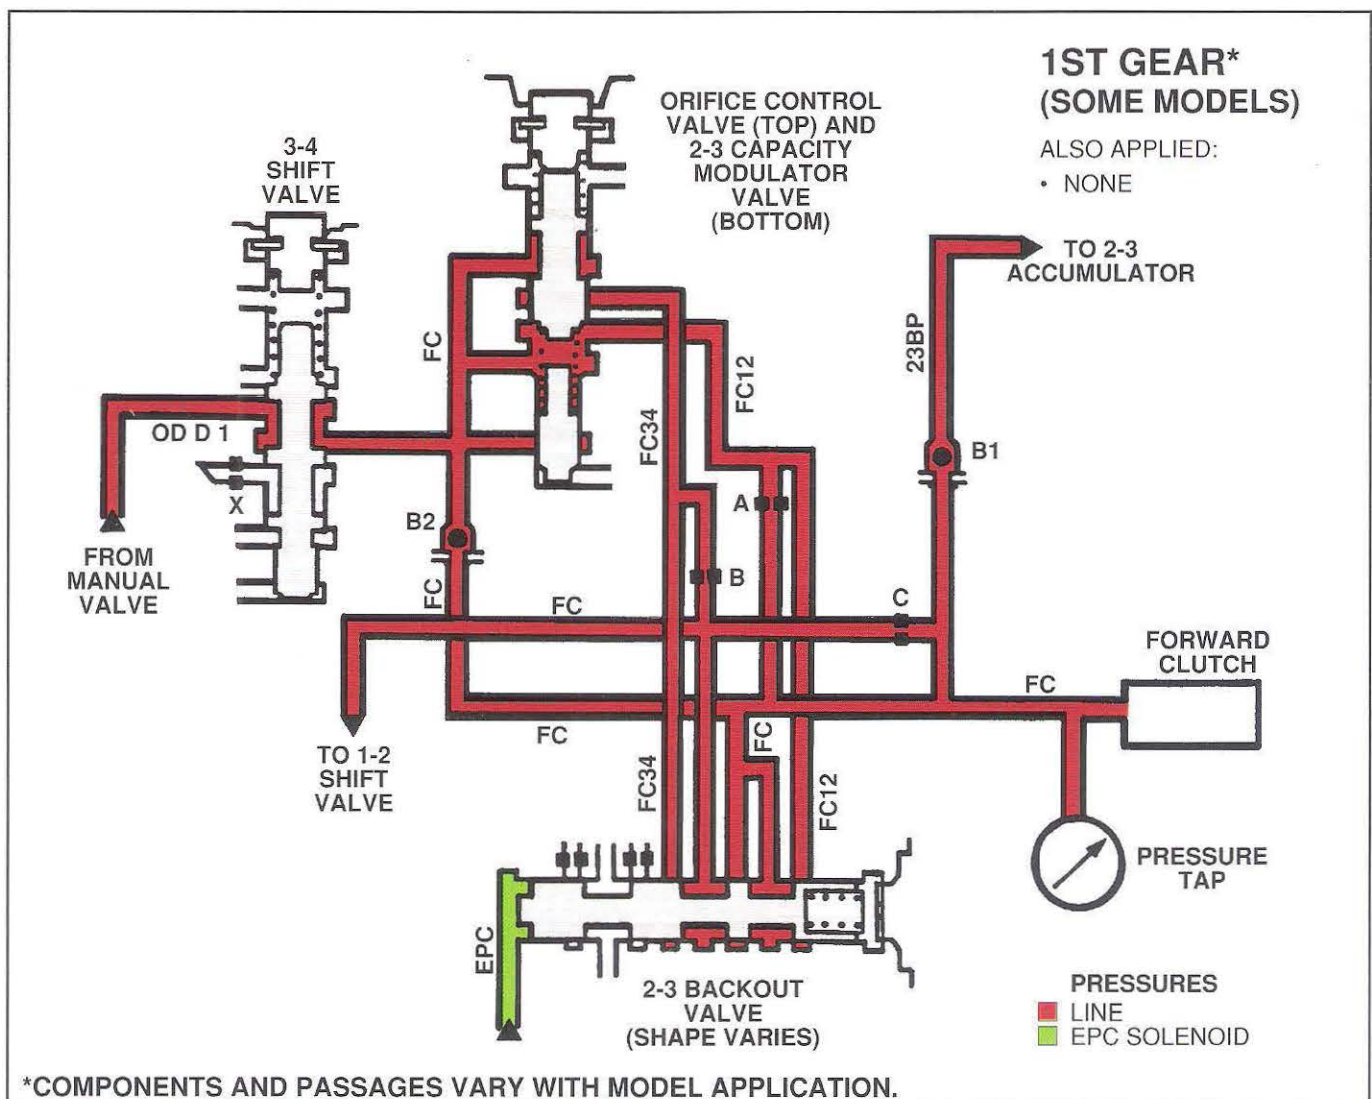 1ST GEAR*
(SOME MODELS)
ALSO APPLIED:
• NONE
ORIFICE CONTROL
VALVE (TOP) AND
2-3 CAPACITY
MODULATOR
VALVE
(BOTTOM)
3-4
SHIFT
VALVE
TO 2-3
ACCUMULATOR
FC
FC12
FC34
23BP
OD D 1
X
B1
A
B2
B
FROM
MANUAL
VALVE
FC
FC
C
FORWARD
CLUTCH
FC
FC
FC
TO 1-2
SHIFT
VALVE
FC34
FC12
PRESSURE
TAP
EPC
2-3 BACKOUT
VALVE
(SHAPE VARIES)
PRESSURES
LINE
EPC SOLENOID
*COMPONENTS AND PASSAGES VARY WITH MODEL APPLICATION.